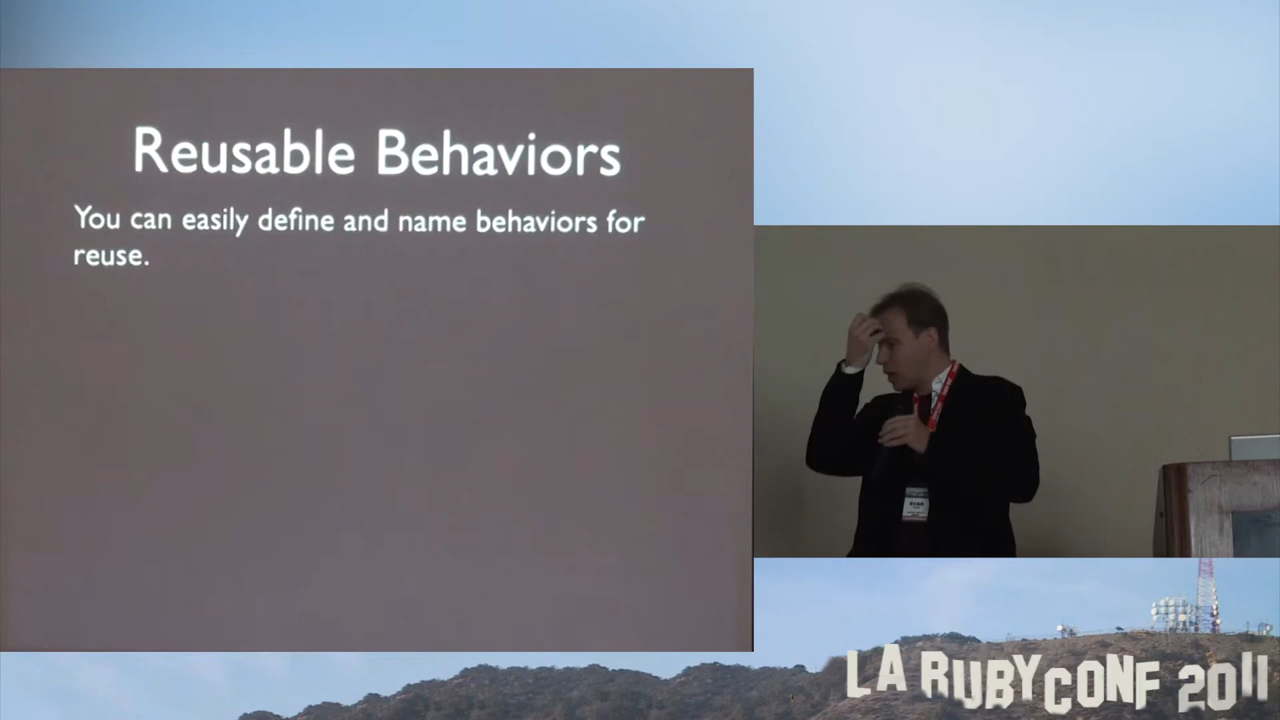 Reusable Behaviors
You can easily define and name behaviors for
reuse.
LA RUBYCONF 2011